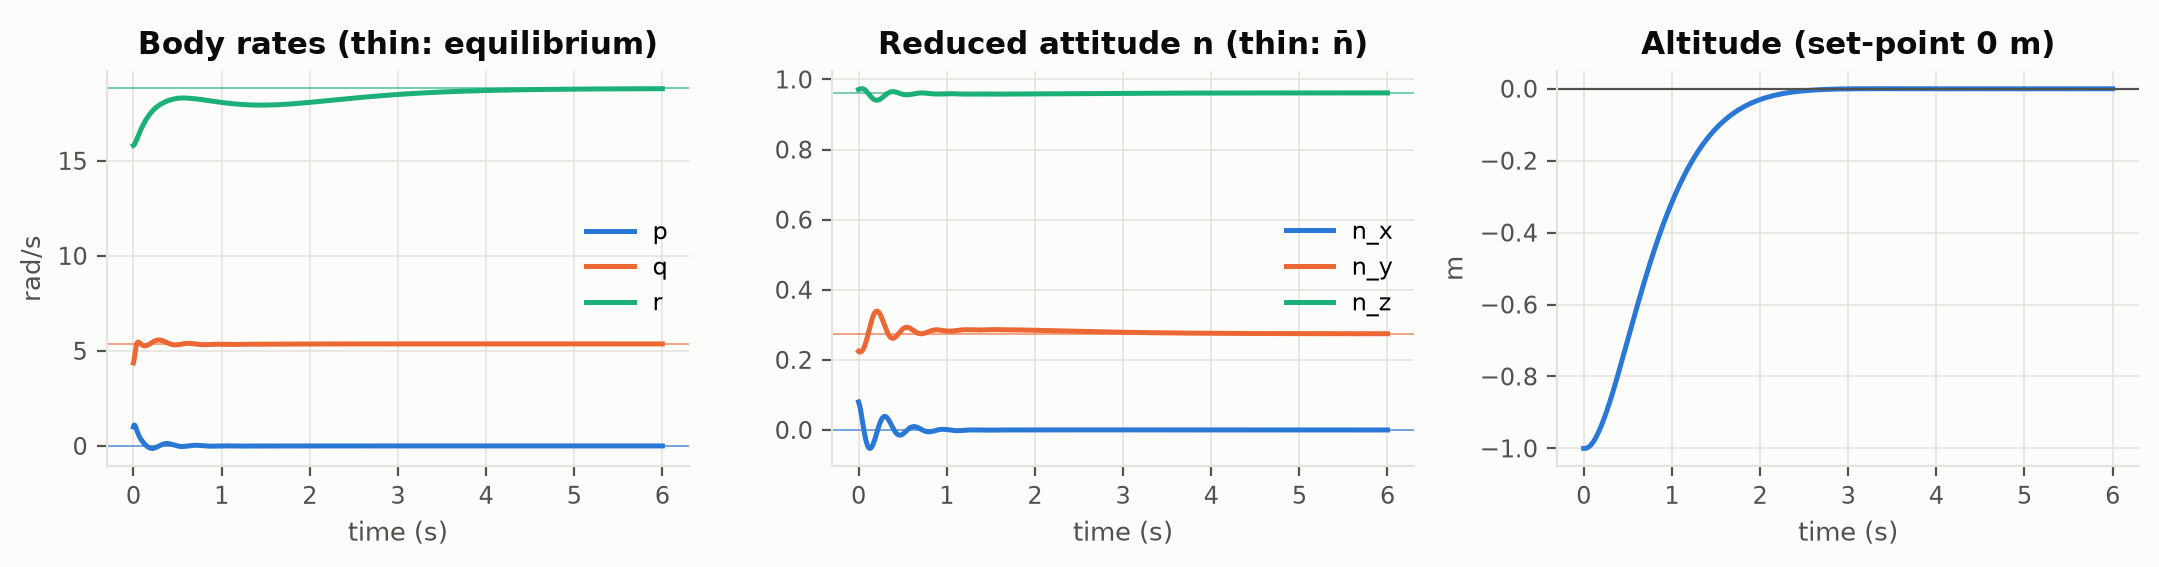 Body rates (thin: equilibrium)
rad/s
15
10
5
0
p
q
r
0 1 2 3 4 5 6
time (s)
Reduced attitude n (thin: n̄)
1.0
0.8
0.6
0.4
0.2
0.0
n_x
n_y
n_z
0 1 2 3 4 5 6
time (s)
Altitude (set-point 0 m)
m
0.0
−0.2
−0.4
−0.6
−0.8
−1.0
0 1 2 3 4 5 6
time (s)